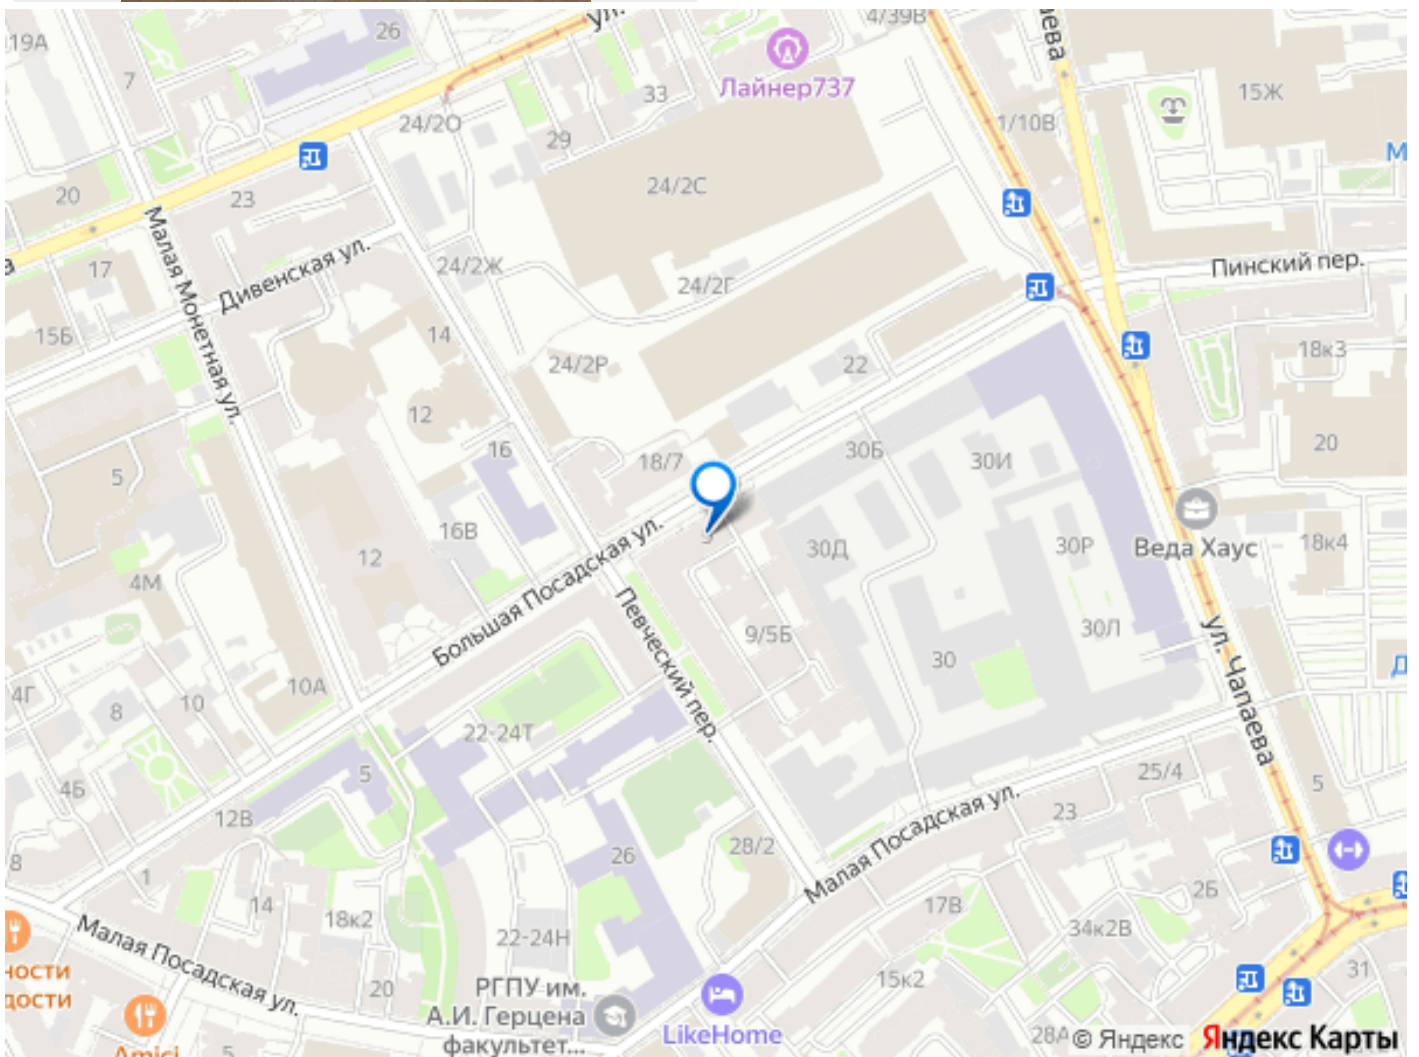 ул.
4/39В
19А
26
Лайнер737
7
33
24/2О
29
1/10В
15Ж
24/2С
20
23
Малая Монетная ул.
Дивенская ул.
17
24/2Ж
24/2Г
Пинский пер.
15Б
14
24/2Р
22
18к3
12
16
18/7
30Б
30И
20
5
16В
Большая Посадская ул.
30Д
30Р
Веда Хаус
18к4
12
4М
Певческий пер.
9/5Б
30Л
ул. Чапаева
30
4Г
8
10
10А
22-24Т
4Б
5
25/4
5
12В
23
Малая Посадская ул.
8
1
26
28/2
14
18к2
17В
2Б
34к2В
22-24Н
Малая Посадская ул.
20
РГПУ им.
А.И. Герцена
факультет...
15к2
31
LikeHome
28А
Amici
5
© Яндекс Яндекс Карты